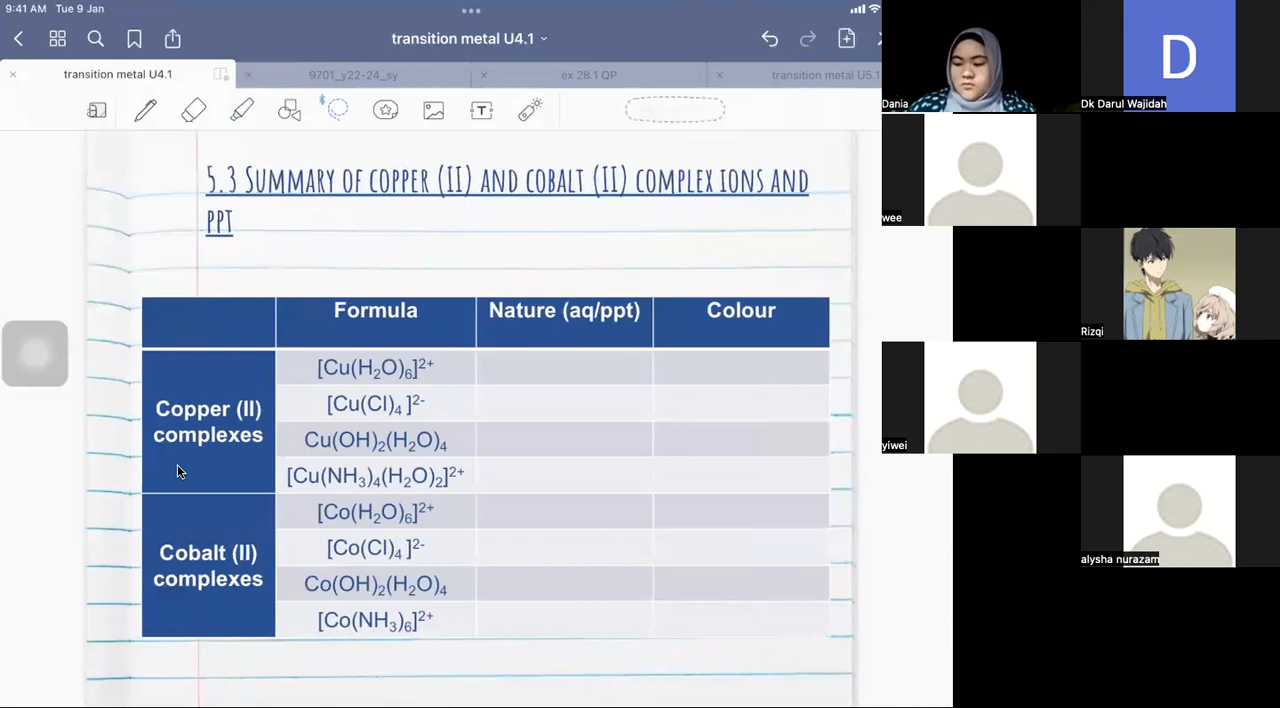 9:41 AM Tue 9 Jan
transition metal U4.1
transition metal U4.1
9701_y22-24_sy
ex 28.1 QP
transition metal U5.1
5.3 SUMMARY OF COPPER (II) AND COBALT (II) COMPLEX IONS AND
PPT
Formula Nature (aq/ppt) Colour
Copper (II)
complexes
[Cu(H₂O)₆]²⁺
[Cu(Cl)₄ ]²⁻
Cu(OH)₂(H₂O)₄
[Cu(NH₃)₄(H₂O)₂]²⁺
Cobalt (II)
complexes
[Co(H₂O)₆]²⁺
[Co(Cl)₄ ]²⁻
Co(OH)₂(H₂O)₄
[Co(NH₃)₆]²⁺
Dania
D
Dk Darul Wajidah
wee
Rizqi
yiwei
alysha nurazam